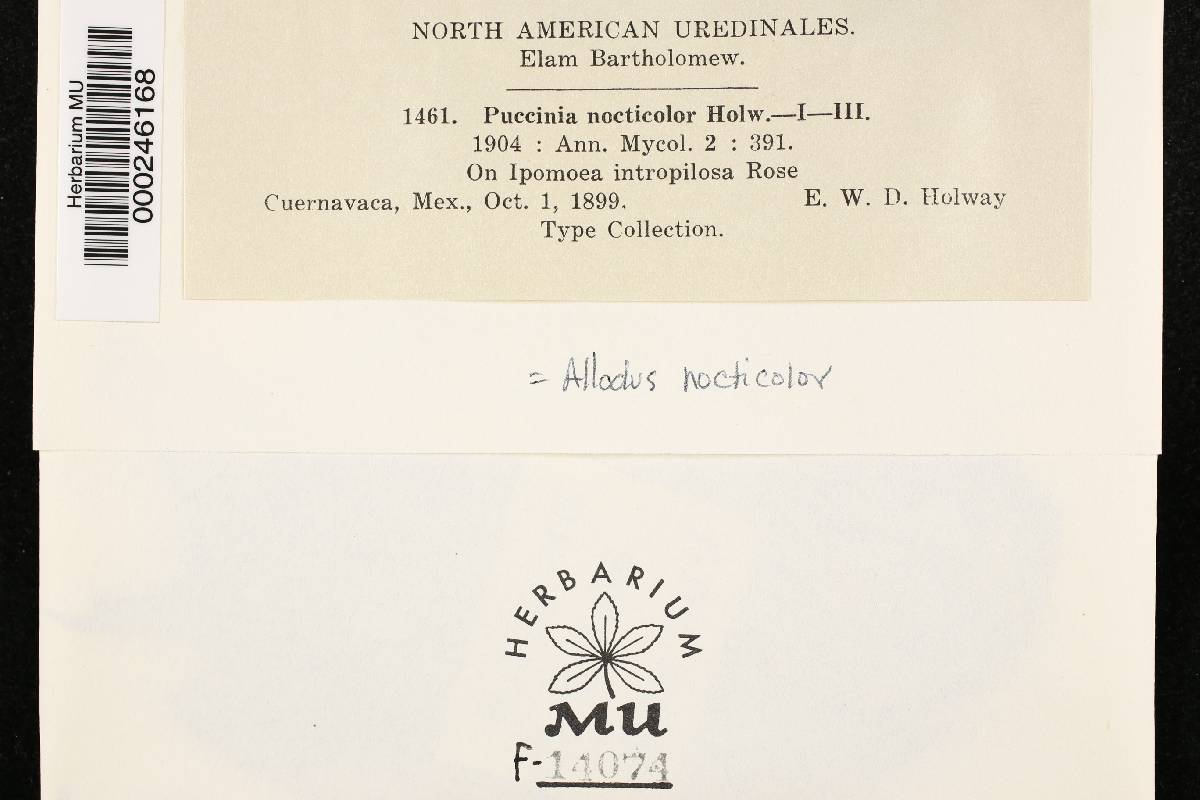 Herbarium MU
000246168
NORTH AMERICAN UREDINALES.
Elam Bartholomew.
1461. Puccinia nocticolor Holw.—I—III.
1904 : Ann. Mycol. 2 : 391.
On Ipomoea intropilosa Rose
Cuernavaca, Mex., Oct. 1, 1899. E. W. D. Holway
Type Collection.
= Allodus nocticolor
HERBARIUM
MU
F-14074